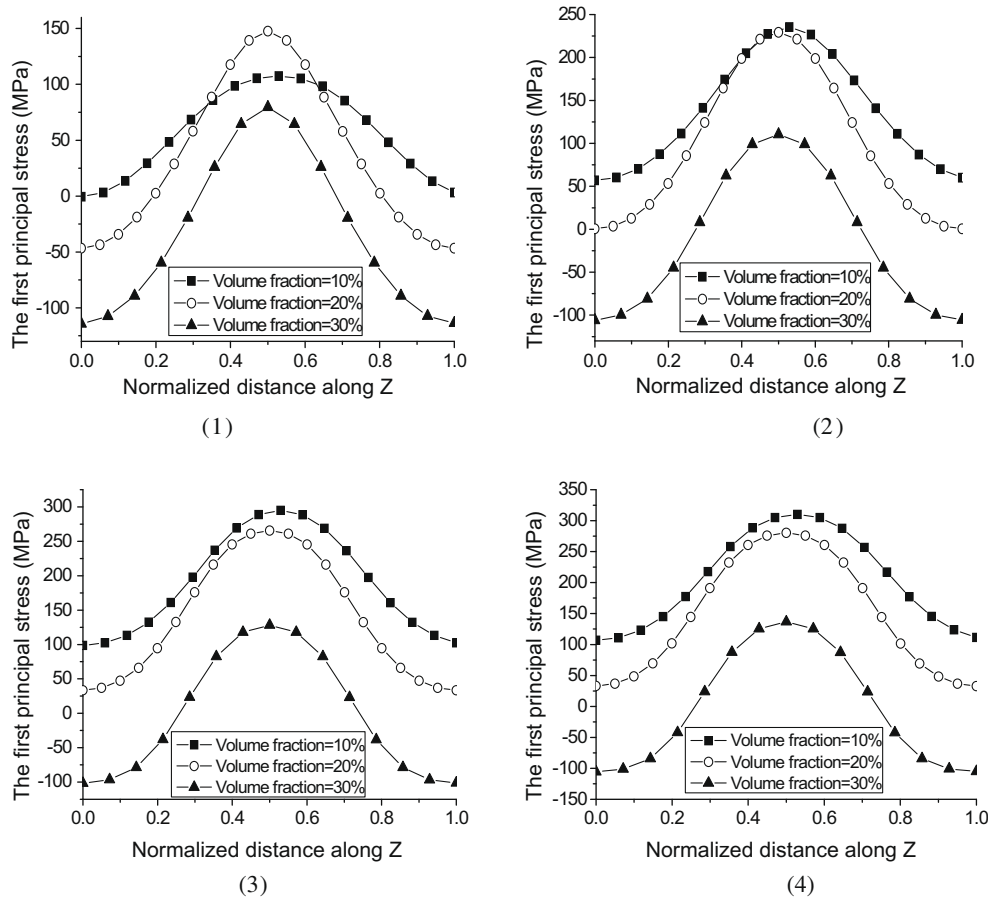 150
100
50
0
-50
-100
The first principal stress (MPa)
Volume fraction=10%
Volume fraction=20%
Volume fraction=30%
0.0 0.2 0.4 0.6 0.8 1.0
Normalized distance along Z
(1)
250
200
150
100
50
0
-50
-100
The first principal stress (MPa)
Volume fraction=10%
Volume fraction=20%
Volume fraction=30%
0.0 0.2 0.4 0.6 0.8 1.0
Normalized distance along Z
(2)
300
250
200
150
100
50
0
-50
-100
The first principal stress (MPa)
Volume fraction=10%
Volume fraction=20%
Volume fraction=30%
0.0 0.2 0.4 0.6 0.8 1.0
Normalized distance along Z
(3)
350
300
250
200
150
100
50
0
-50
-100
-150
The first principal stress (MPa)
Volume fraction=10%
Volume fraction=20%
Volume fraction=30%
0.0 0.2 0.4 0.6 0.8 1.0
Normalized distance along Z
(4)